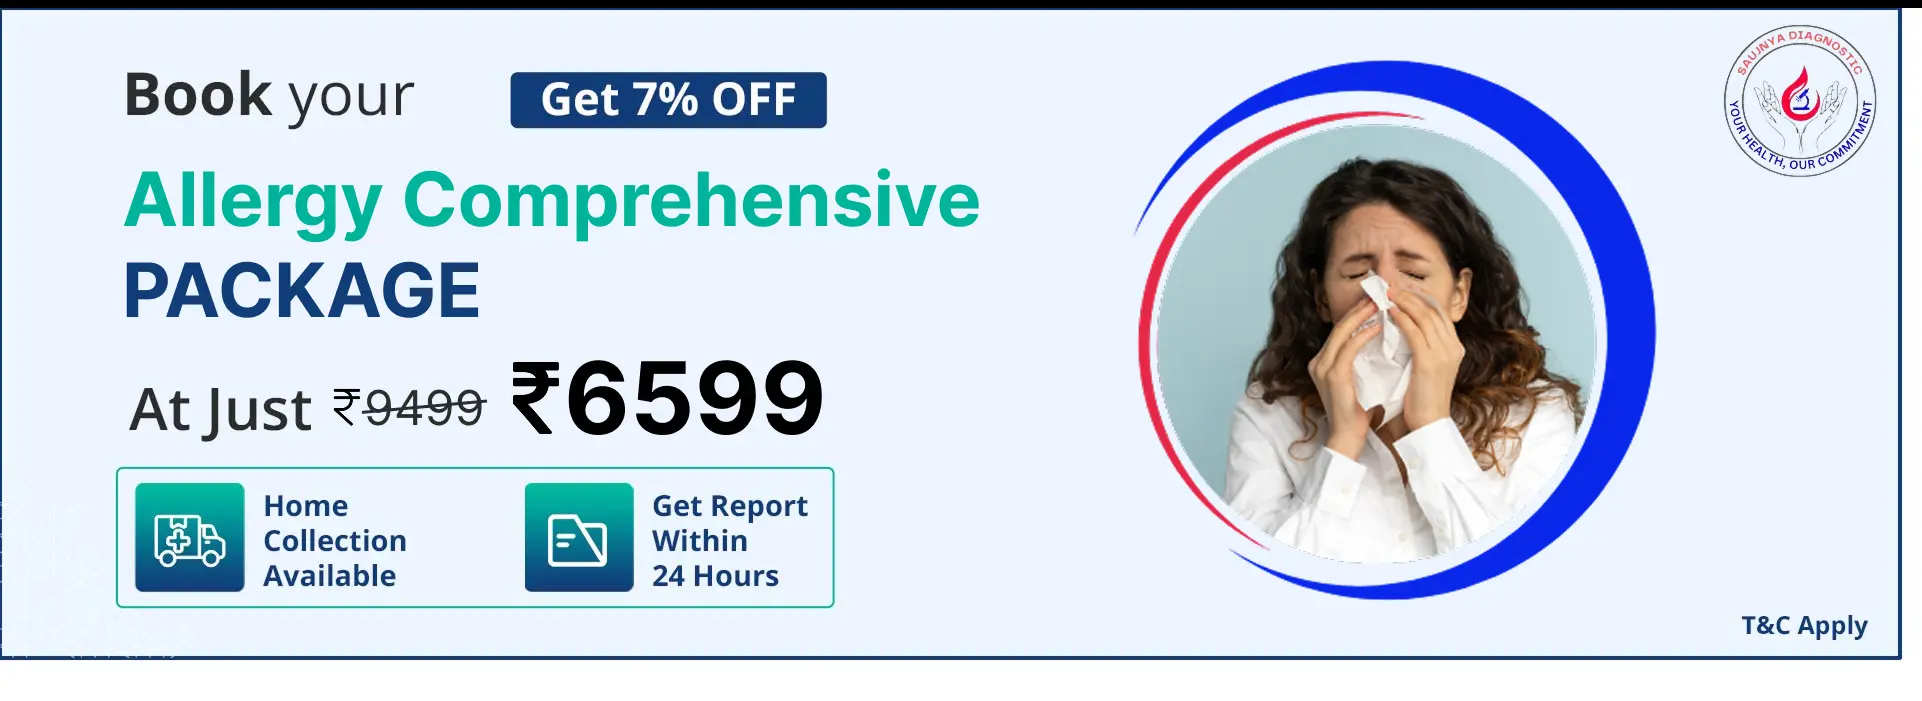 Book your
Get 7% OFF
Allergy Comprehensive
PACKAGE
At Just ₹9499 ₹6599
Home
Collection
Available
Get Report
Within
24 Hours
SAUJNYA DIAGNOSTIC
YOUR HEALTH, OUR COMMITMENT
T&C Apply